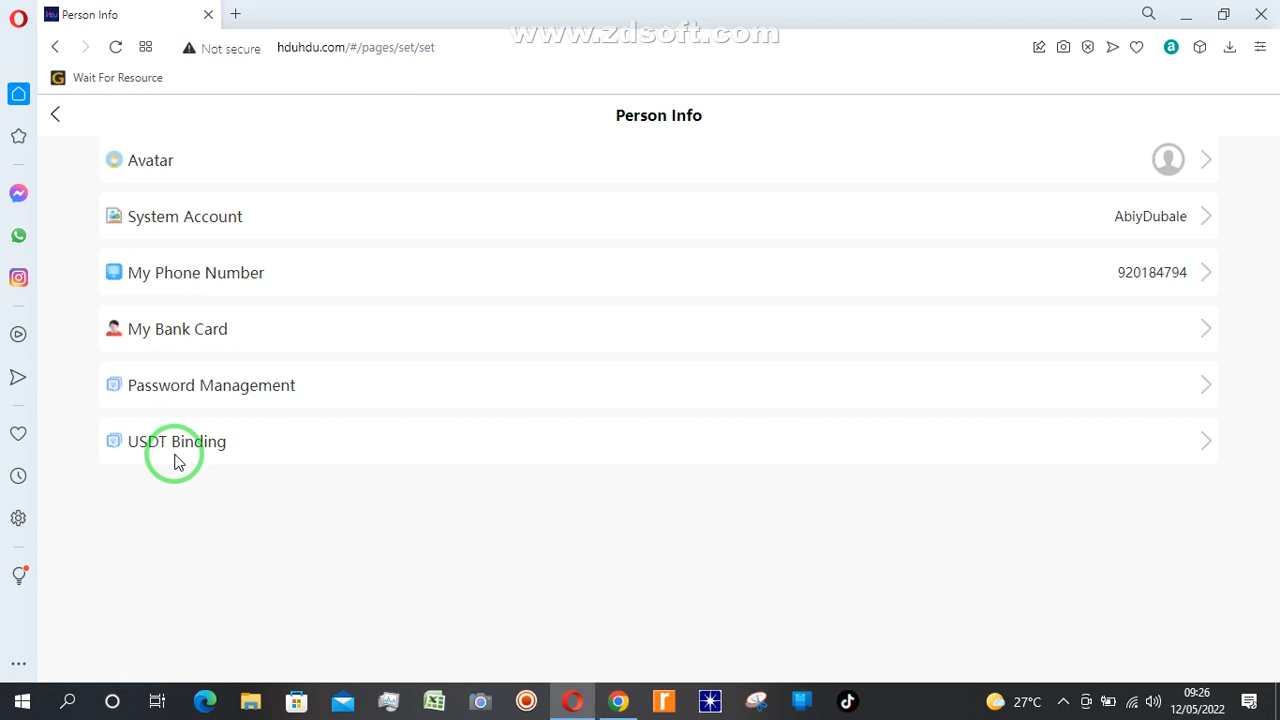 Person Info
www.zdsoft.com
Not secure
hduhdu.com/#/pages/set/set
Wait For Resource
Person Info
Avatar
System Account
AbiyDubale
My Phone Number
920184794
My Bank Card
Password Management
USDT Binding
27°C
09:26
12/05/2022